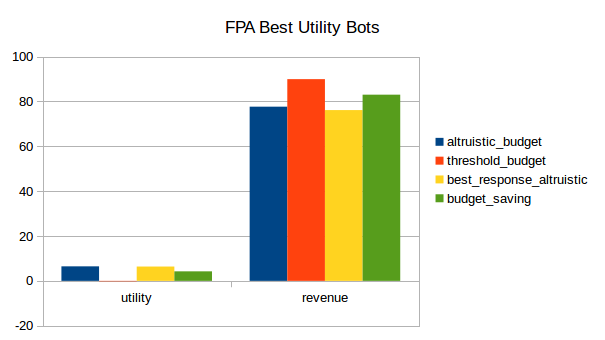 FPA Best Utility Bots
100
80
60
40
20
0
-20
utility
revenue
altruistic_budget
threshold_budget
best_response_altruistic
budget_saving